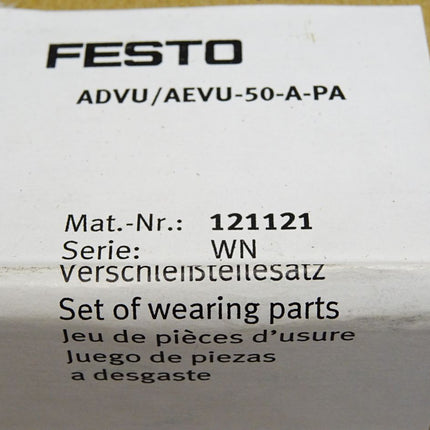 FESTO
ADVU/AEVU-50-A-PA
Mat.-Nr.: 121121
Serie: WN
Verschleißteilesatz
Set of wearing parts
Jeu de pièces d'usure
Juego de piezas
a desgaste